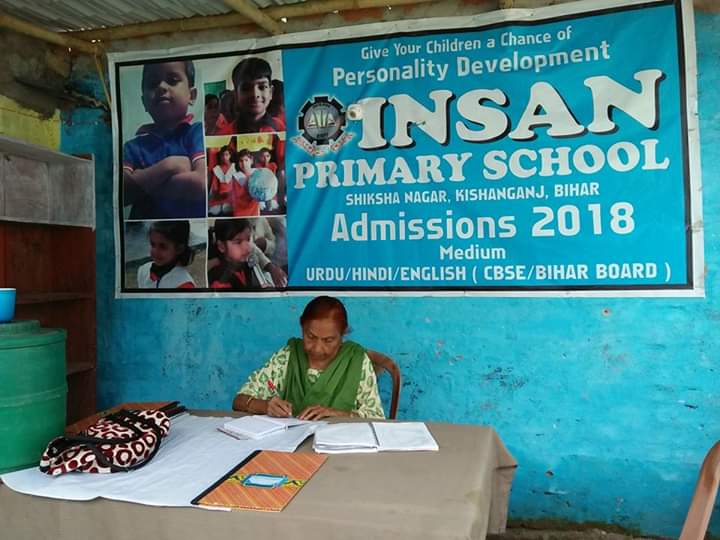 Give Your Children a Chance of
Personality Development
INSAN
PRIMARY SCHOOL
SHIKSHA NAGAR, KISHANGANJ, BIHAR
Admissions 2018
Medium
URDU/HINDI/ENGLISH ( CBSE/BIHAR BOARD )